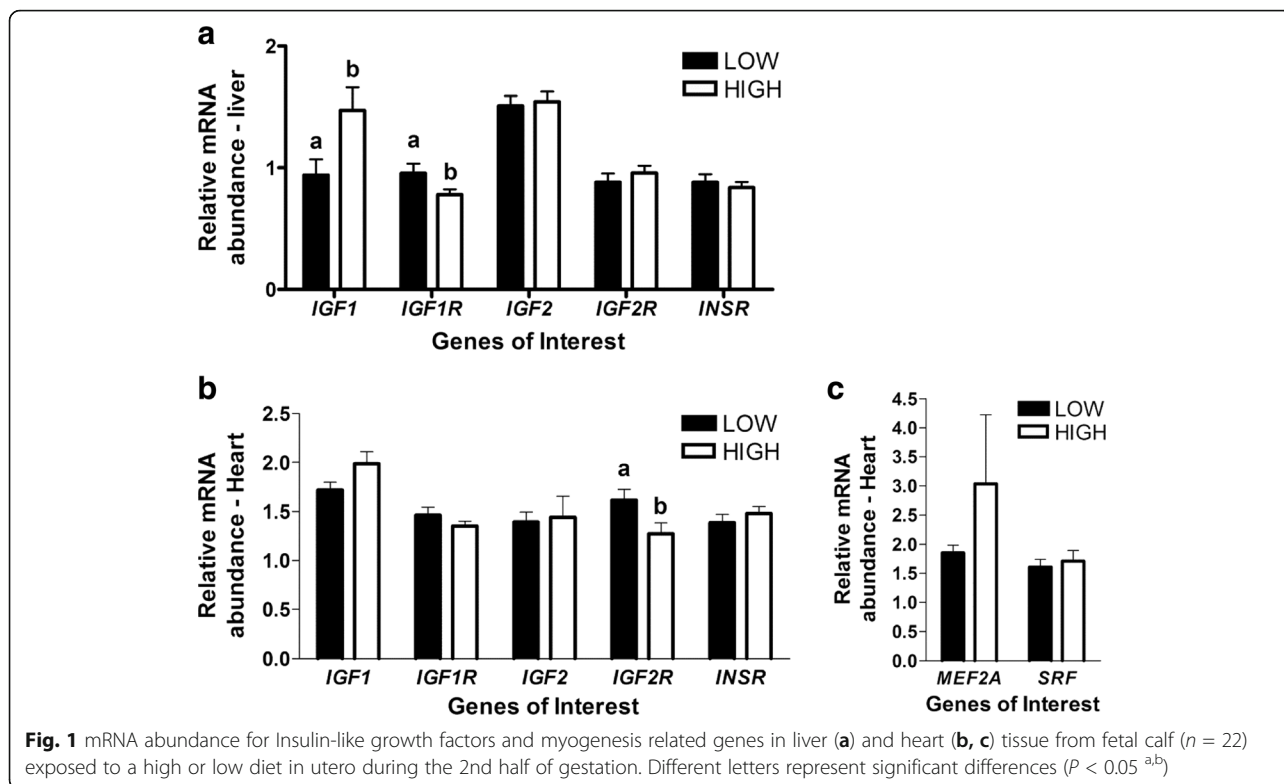 a
2
1
0
Relative mRNA
abundance - liver
LOW
HIGH
a
b
a
b
IGF1 IGF1R IGF2 IGF2R INSR
Genes of Interest
b
2.5
2.0
1.5
1.0
0.5
0.0
Relative mRNA
abundance - Heart
LOW
HIGH
a
b
IGF1 IGF1R IGF2 IGF2R INSR
Genes of Interest
c
4.5
4.0
3.5
3.0
2.5
2.0
1.5
1.0
0.5
0.0
Relative mRNA
abundance - Heart
LOW
HIGH
MEF2A SRF
Genes of Interest
Fig. 1 mRNA abundance for Insulin-like growth factors and myogenesis related genes in liver (a) and heart (b, c) tissue from fetal calf (n = 22)
exposed to a high or low diet in utero during the 2nd half of gestation. Different letters represent significant differences (P < 0.05 a,b)